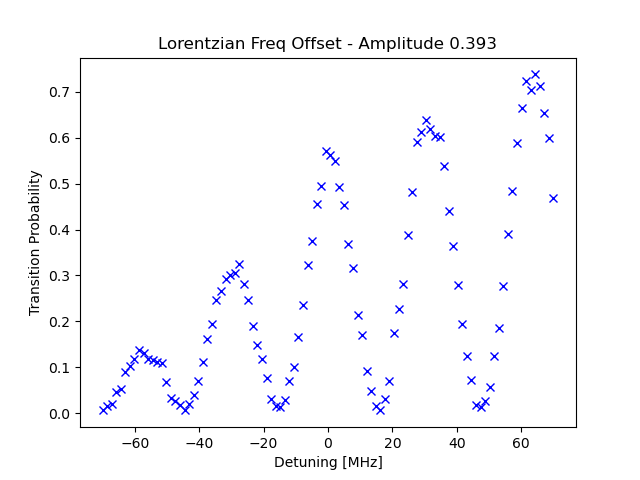 Lorentzian Freq Offset - Amplitude 0.393
Transition Probability
0.7
0.6
0.5
0.4
0.3
0.2
0.1
0.0
−60 −40 −20 0 20 40 60
Detuning [MHz]